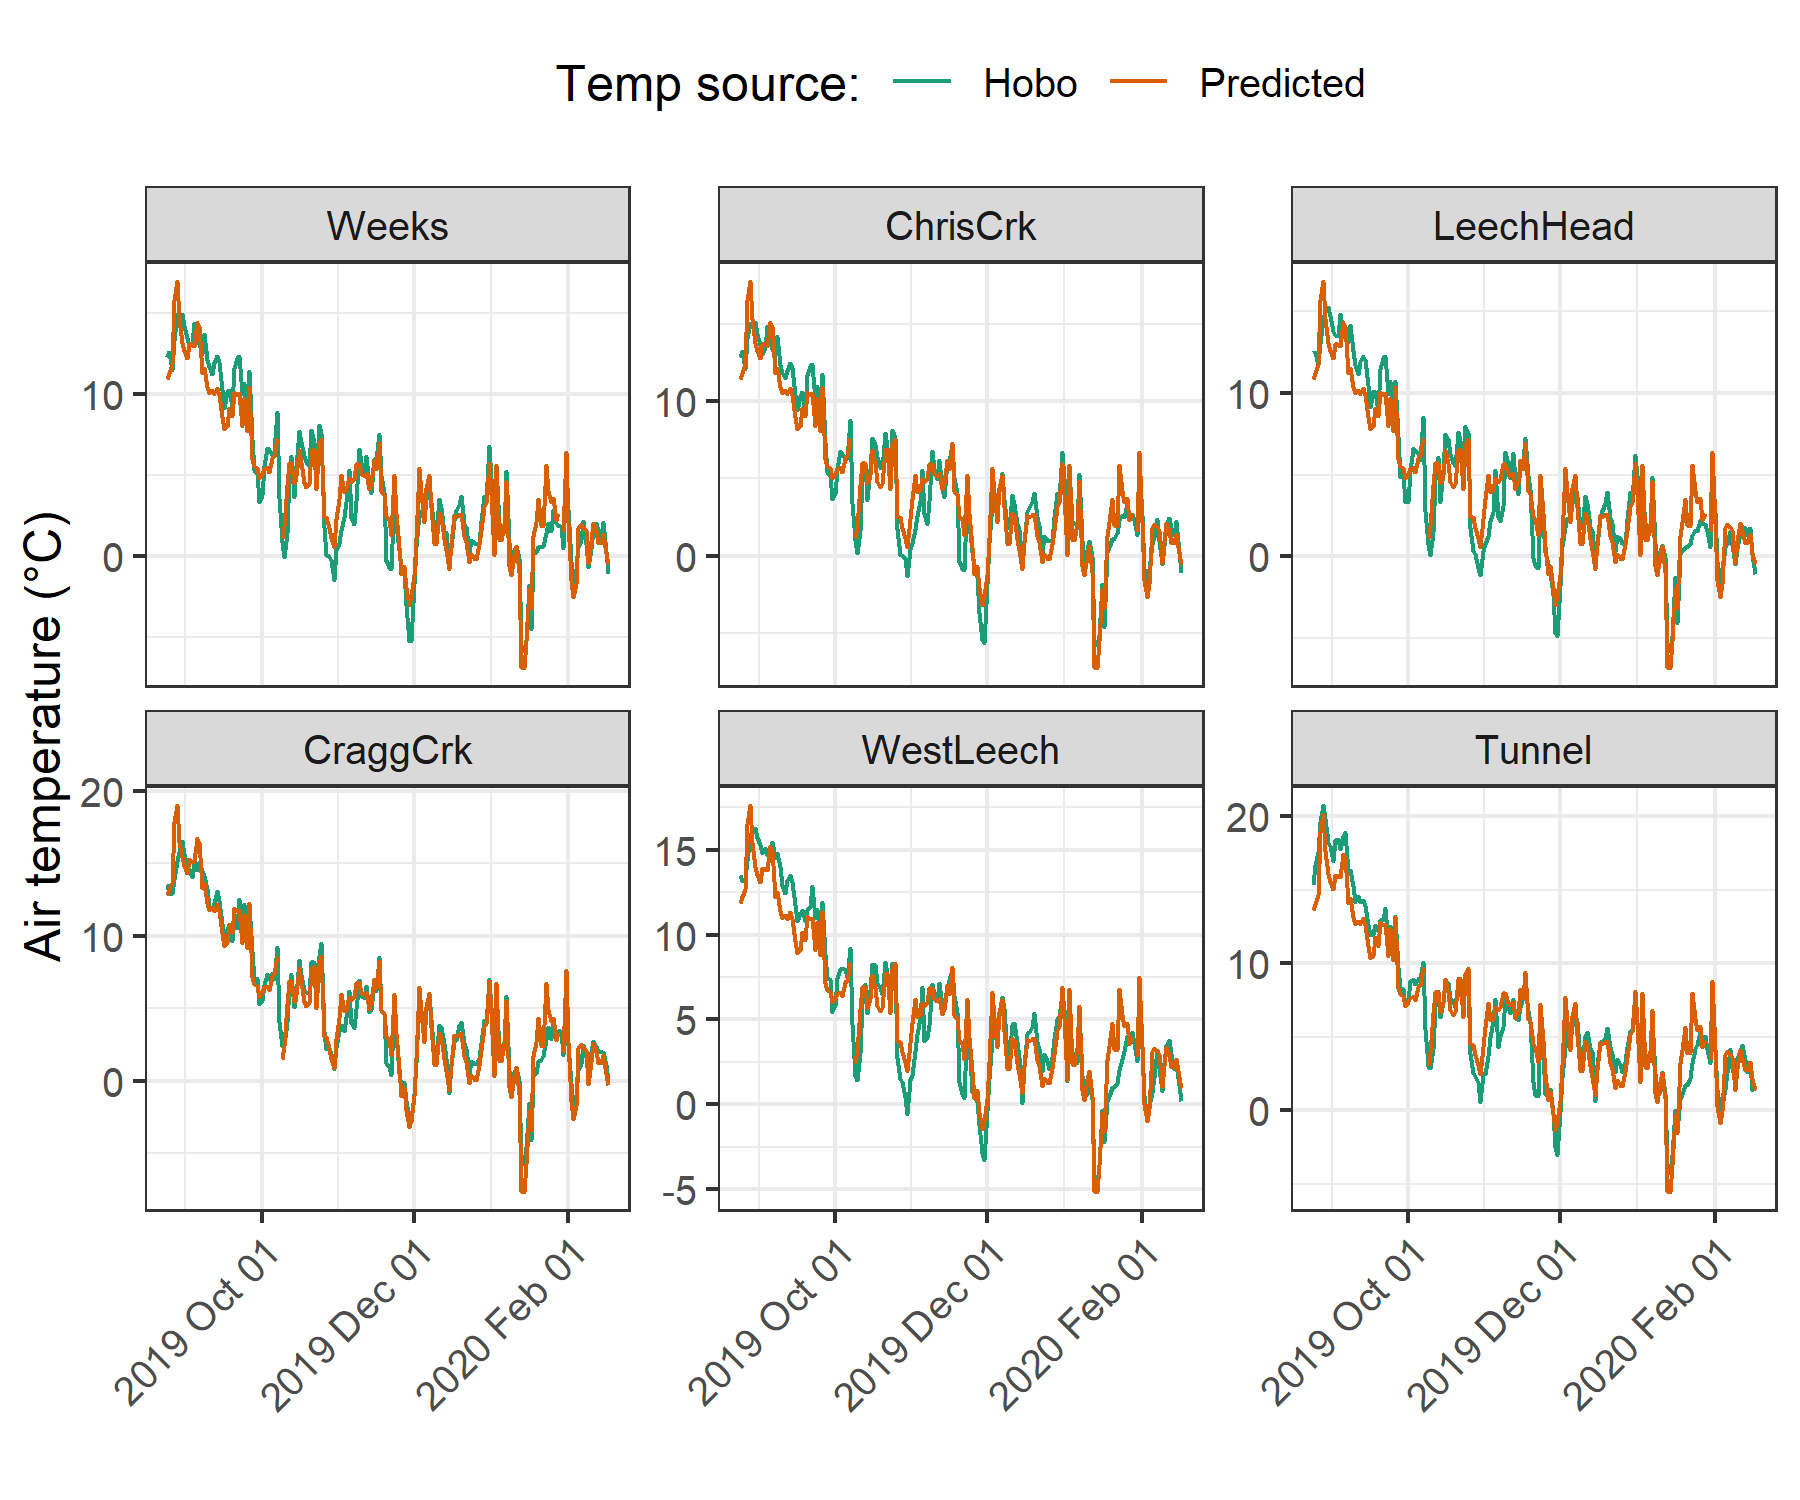 Temp source: Hobo Predicted
Weeks ChrisCrk LeechHead
10 10 10
0 0 0
Air temperature (°C)
CraggCrk WestLeech Tunnel
20 15 20
10 10 10
5
0 0 0
-5
2019 Oct 01 2019 Dec 01 2020 Feb 01 2019 Oct 01 2019 Dec 01 2020 Feb 01 2019 Oct 01 2019 Dec 01 2020 Feb 01